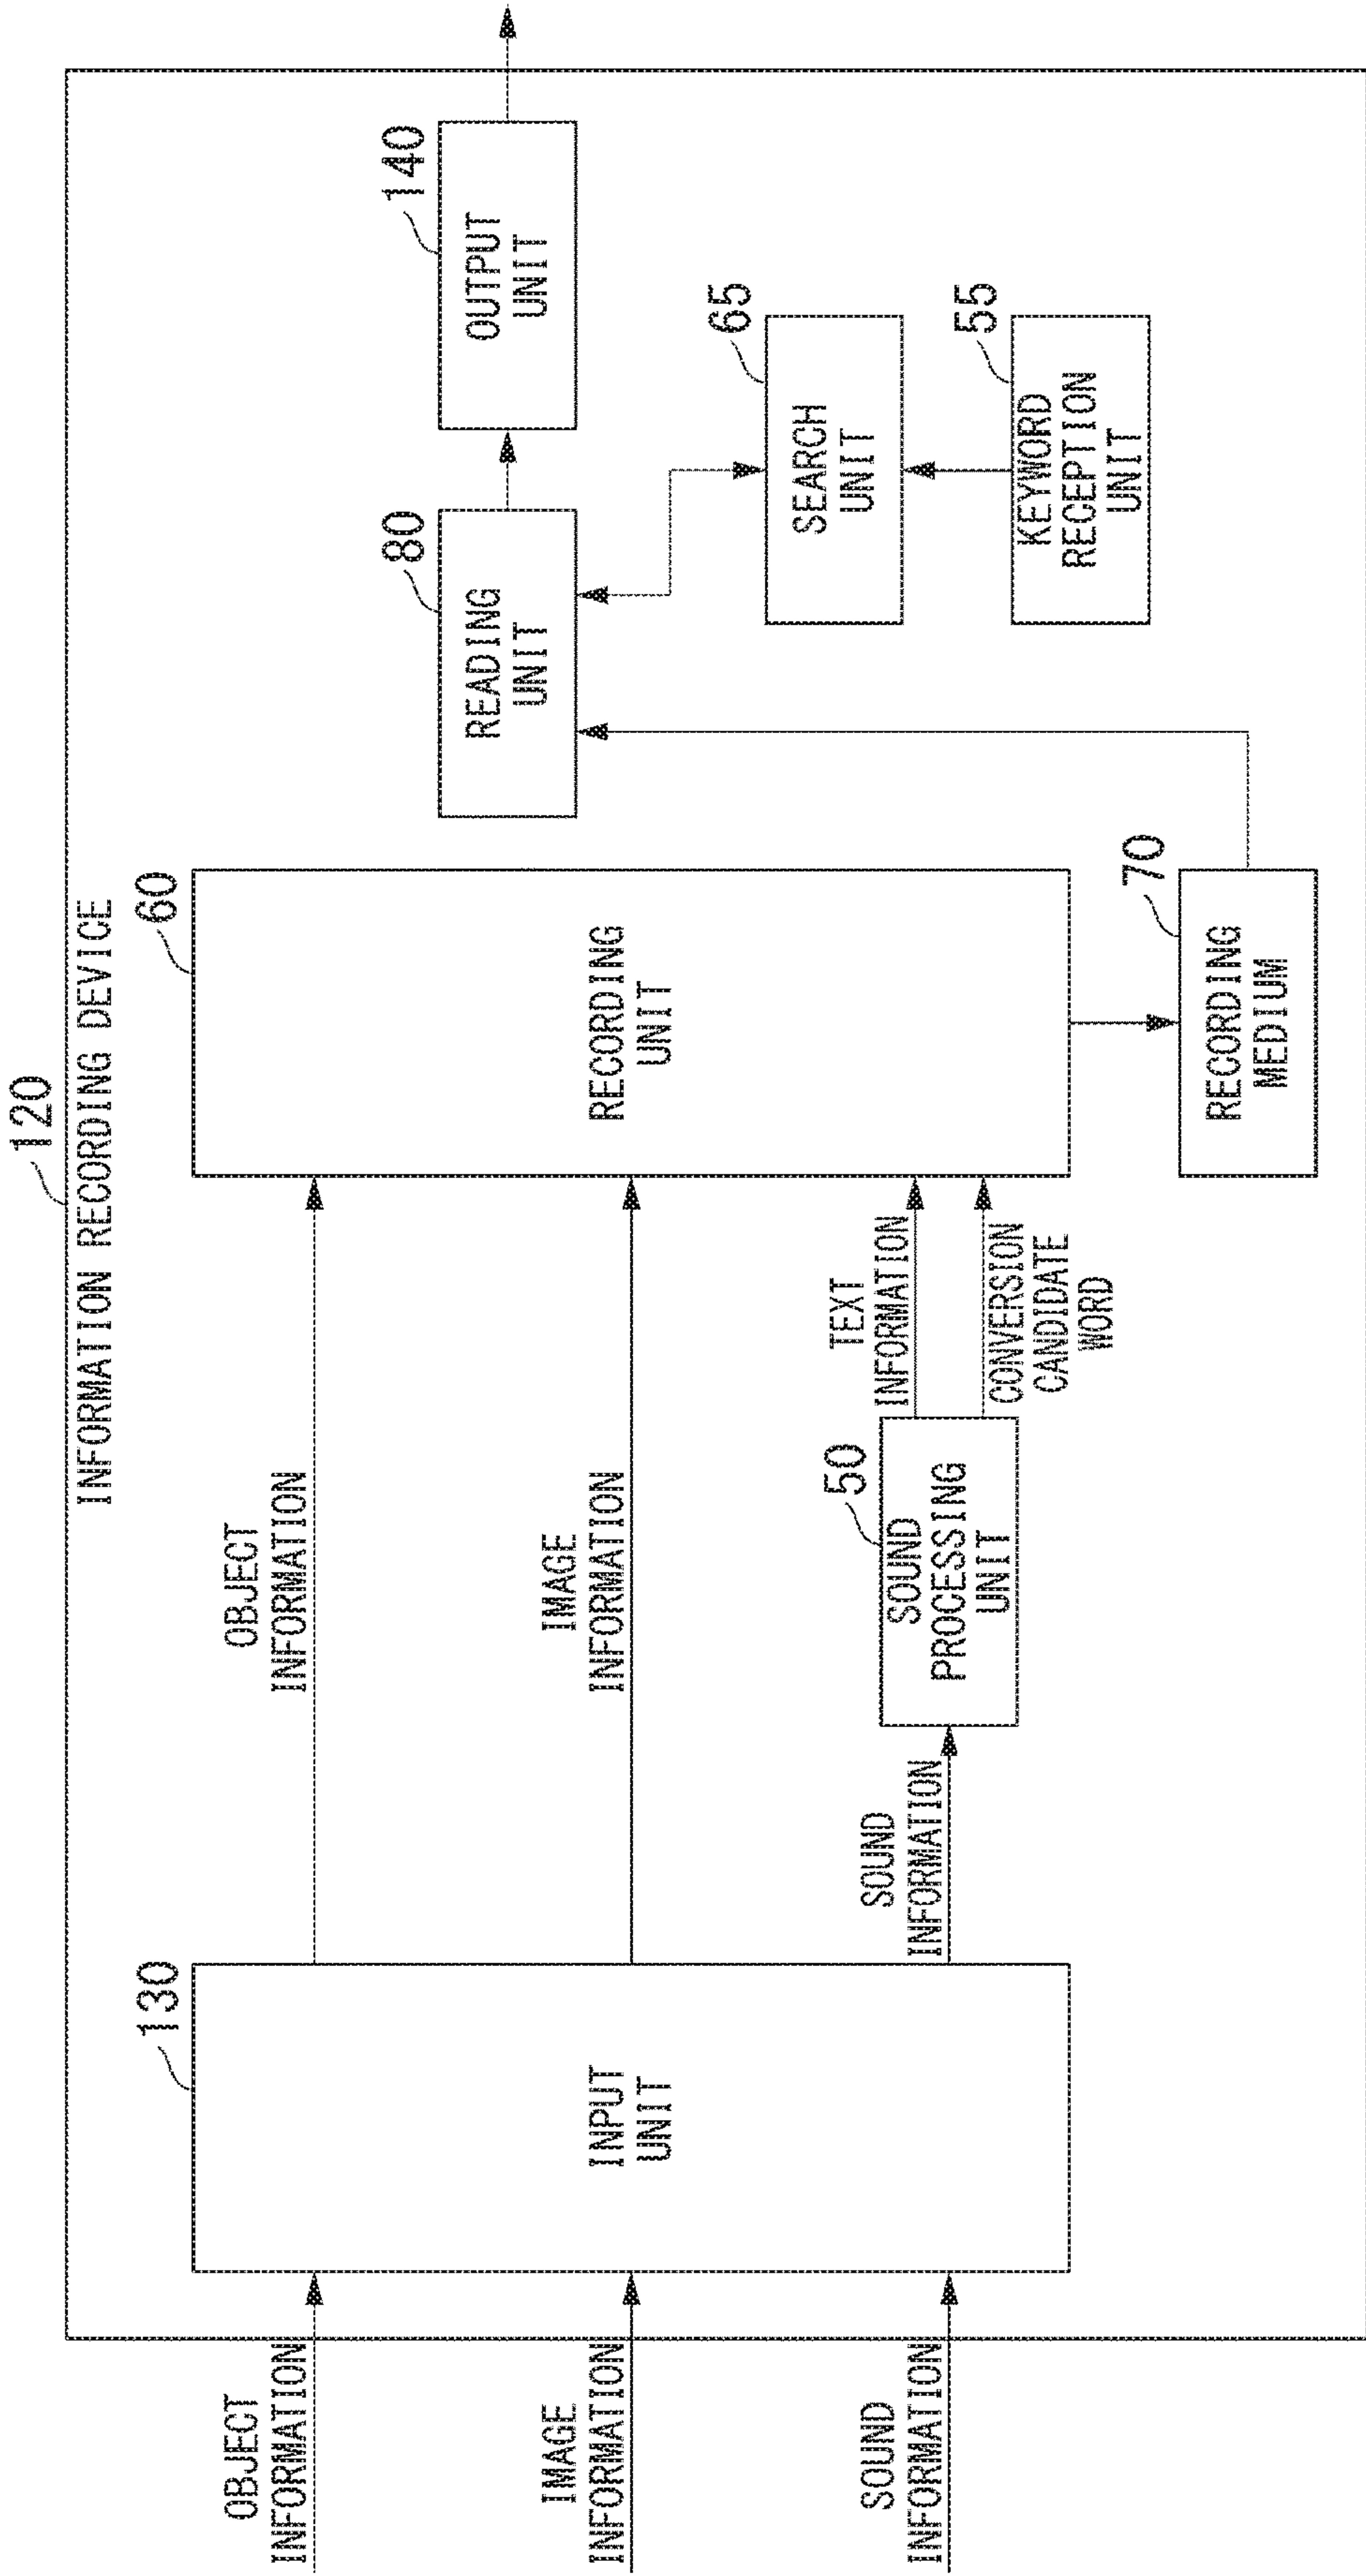 120
INFORMATION RECORDING DEVICE
OBJECT
INFORMATION
IMAGE
INFORMATION
SOUND
INFORMATION
130
INPUT
UNIT
OBJECT
INFORMATION
IMAGE
INFORMATION
SOUND
INFORMATION
50
SOUND
PROCESSING
UNIT
TEXT
INFORMATION
CONVERSION
CANDIDATE
WORD
60
RECORDING
UNIT
70
RECORDING
MEDIUM
80
READING
UNIT
140
OUTPUT
UNIT
65
SEARCH
UNIT
55
KEYWORD
RECEPTION
UNIT